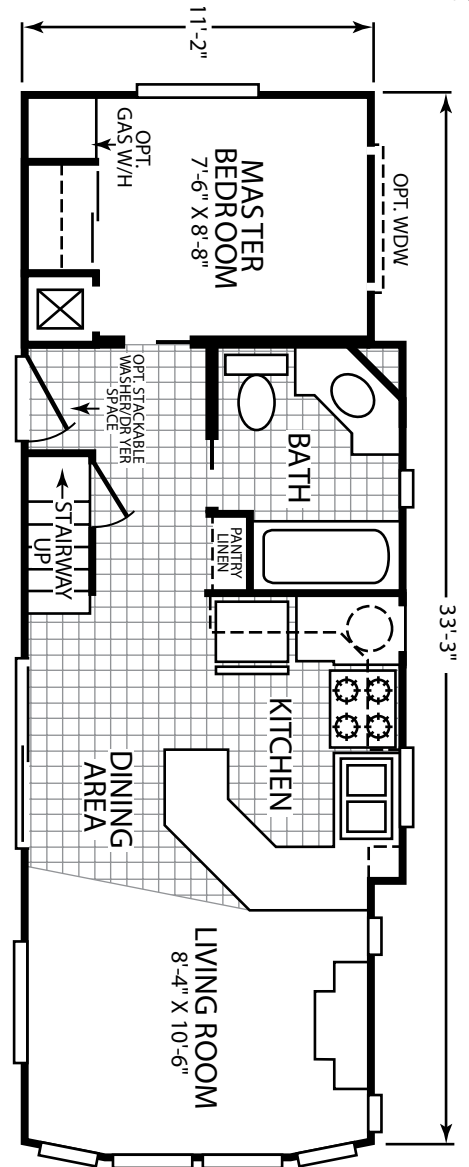 11'-2"
33'-3"
OPT. WDW
MASTER
BEDROOM
7'-6" X 8'-8"
OPT.
GAS W/H
OPT. STACKABLE
WASHER/DRYER
SPACE
BATH
PANTRY
LINEN
STAIRWAY
UP
KITCHEN
DINING
AREA
LIVING ROOM
8'-4" X 10'-6"